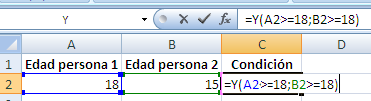 Y =Y(A2>=18;B2>=18)
A B C D
1 Edad persona 1 Edad persona 2 Condición
2 18 15 =Y(A2>=18;B2>=18)